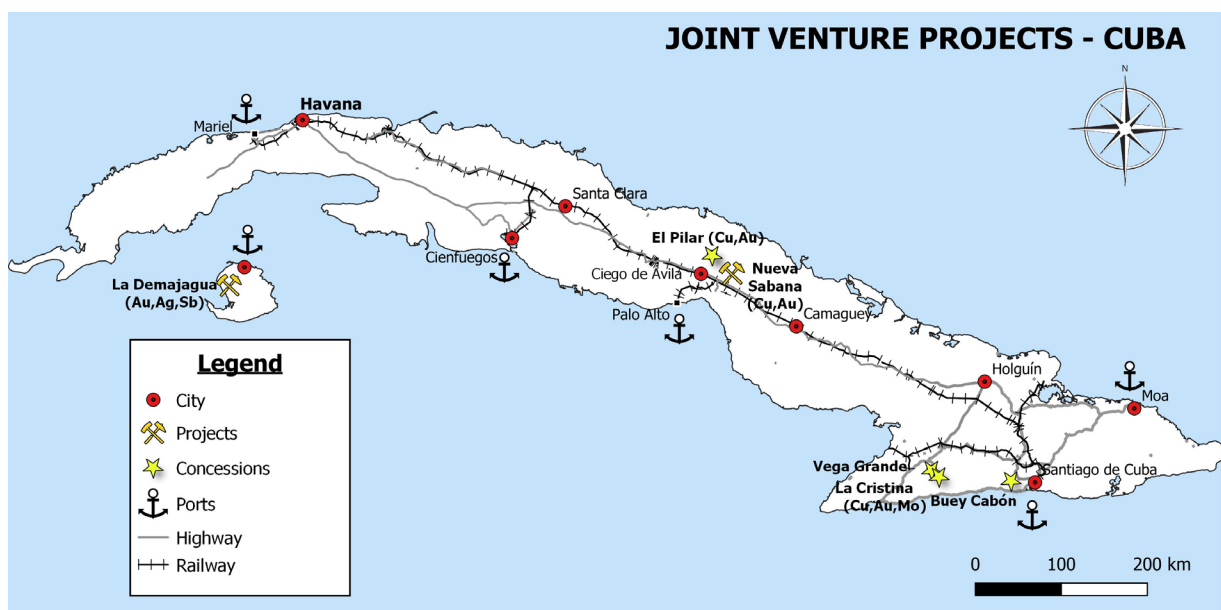 JOINT VENTURE PROJECTS - CUBA
N
Havana
Mariel
Santa Clara
Cienfuegos
El Pilar (Cu,Au)
Ciego de Ávila
Nueva
Sabana
(Cu,Au)
La Demajagua
(Au,Ag,Sb)
Palo Alto
Camaguey
Holguín
Moa
Vega Grande
La Cristina
(Cu,Au,Mo)
Buey Cabón
Santiago de Cuba
Legend
City
Projects
Concessions
Ports
Highway
Railway
0 100 200 km